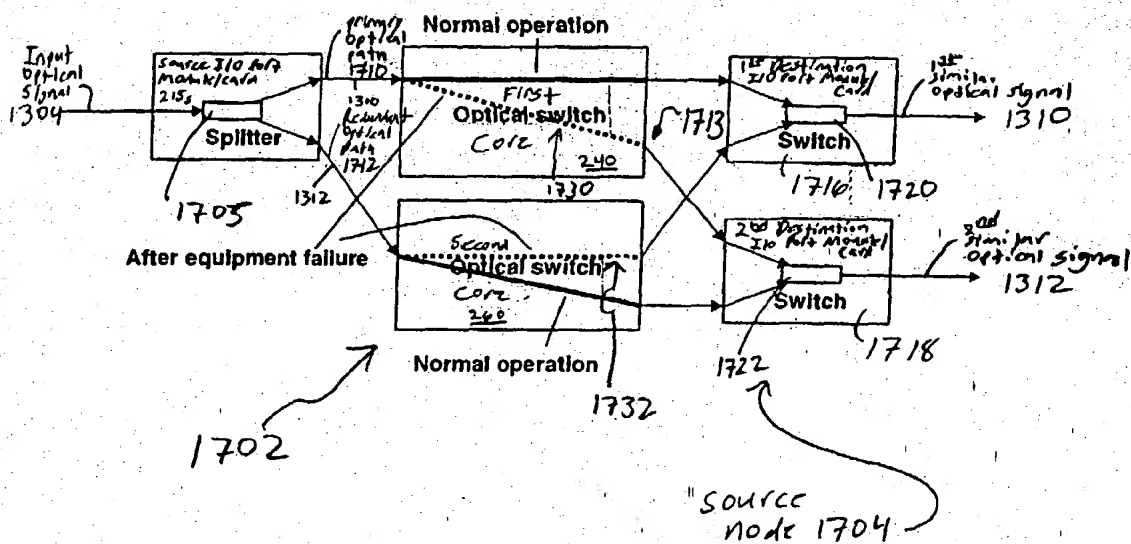 Input
Optical
Signal
1304
Source I/O Port
Module/card
215s
Splitter
1705
primary
optical
path
1710
1310
Redundant
Optical
Path
1712
1312
Normal operation
First
Optical switch
Core
240
1730
1713
After equipment failure
Second
Optical switch
Core
260
Normal operation
1732
1st Destination
I/O Port Module/
Card
Switch
1716
1720
1st
similar
optical signal
1310
2nd Destination
I/O Port Module/
Card
Switch
1722
1718
2nd
similar
optical signal
1312
1702
"source
node 1704